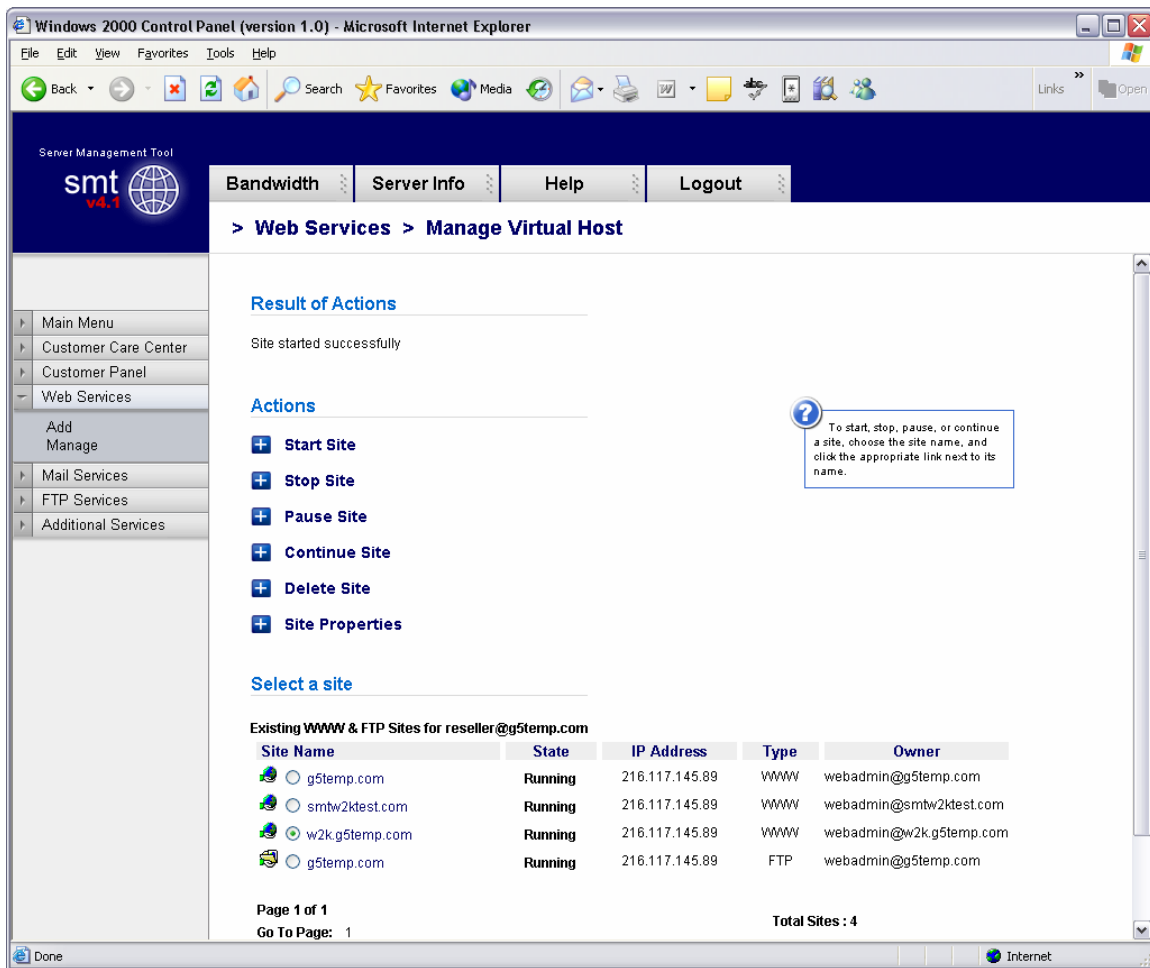 Windows 2000 Control Panel (version 1.0) - Microsoft Internet Explorer
File Edit View Favorites Tools Help
Back Search Favorites Media Links Open
Server Management Tool
smt
v4.1
Bandwidth Server Info Help Logout
> Web Services > Manage Virtual Host
Main Menu
Customer Care Center
Customer Panel
Web Services
Add
Manage
Mail Services
FTP Services
Additional Services
Result of Actions
Site started successfully
Actions
Start Site
Stop Site
Pause Site
Continue Site
Delete Site
Site Properties
To start, stop, pause, or continue
a site, choose the site name, and
click the appropriate link next to its
name.
Select a site
Existing WWW & FTP Sites for reseller@g5temp.com
Site Name State IP Address Type Owner
g5temp.com Running 216.117.145.89 WWW webadmin@g5temp.com
smtw2ktest.com Running 216.117.145.89 WWW webadmin@smtw2ktest.com
w2k.g5temp.com Running 216.117.145.89 WWW webadmin@w2k.g5temp.com
g5temp.com Running 216.117.145.89 FTP webadmin@g5temp.com
Page 1 of 1
Total Sites : 4
Go To Page: 1
Done Internet